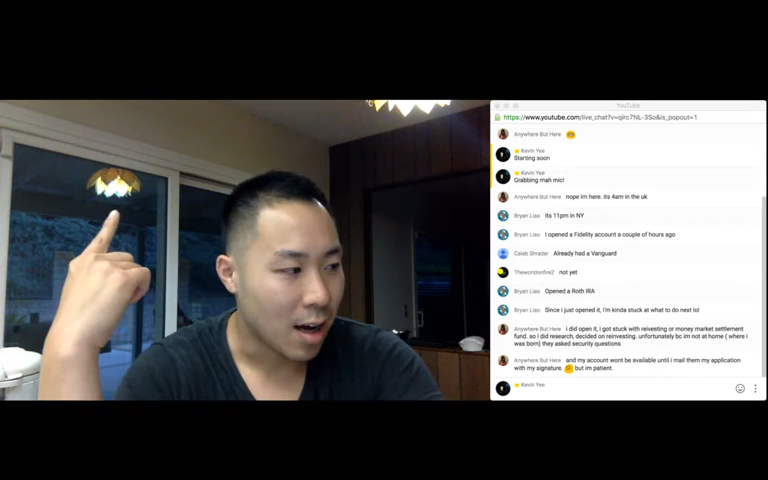 YouTube
https://www.youtube.com/live_chat?v=qirc7NL-3So&is_popout=1
Anywhere But Here
Kevin Yee
Starting soon
Kevin Yee
Grabbing mah mic!
Anywhere But Here nope im here. its 4am in the uk
Bryan Liao Its 11pm in NY
Bryan Liao I opened a Fidelity account a couple of hours ago
Caleb Shrader Already had a Vanguard
Thewordonfire2 not yet
Bryan Liao Opened a Roth IRA
Bryan Liao Since i just opened it, i'm kinda stuck at what to do next lol
Anywhere But Here i did open it, i got stuck with reivesting or money market settlement
fund. so i did research, decided on reinvesting. unfortunately bc im not at home ( where i
was born) they asked security questions
Anywhere But Here and my account wont be available until i mail them my application
with my signature. but im patient.
Kevin Yee